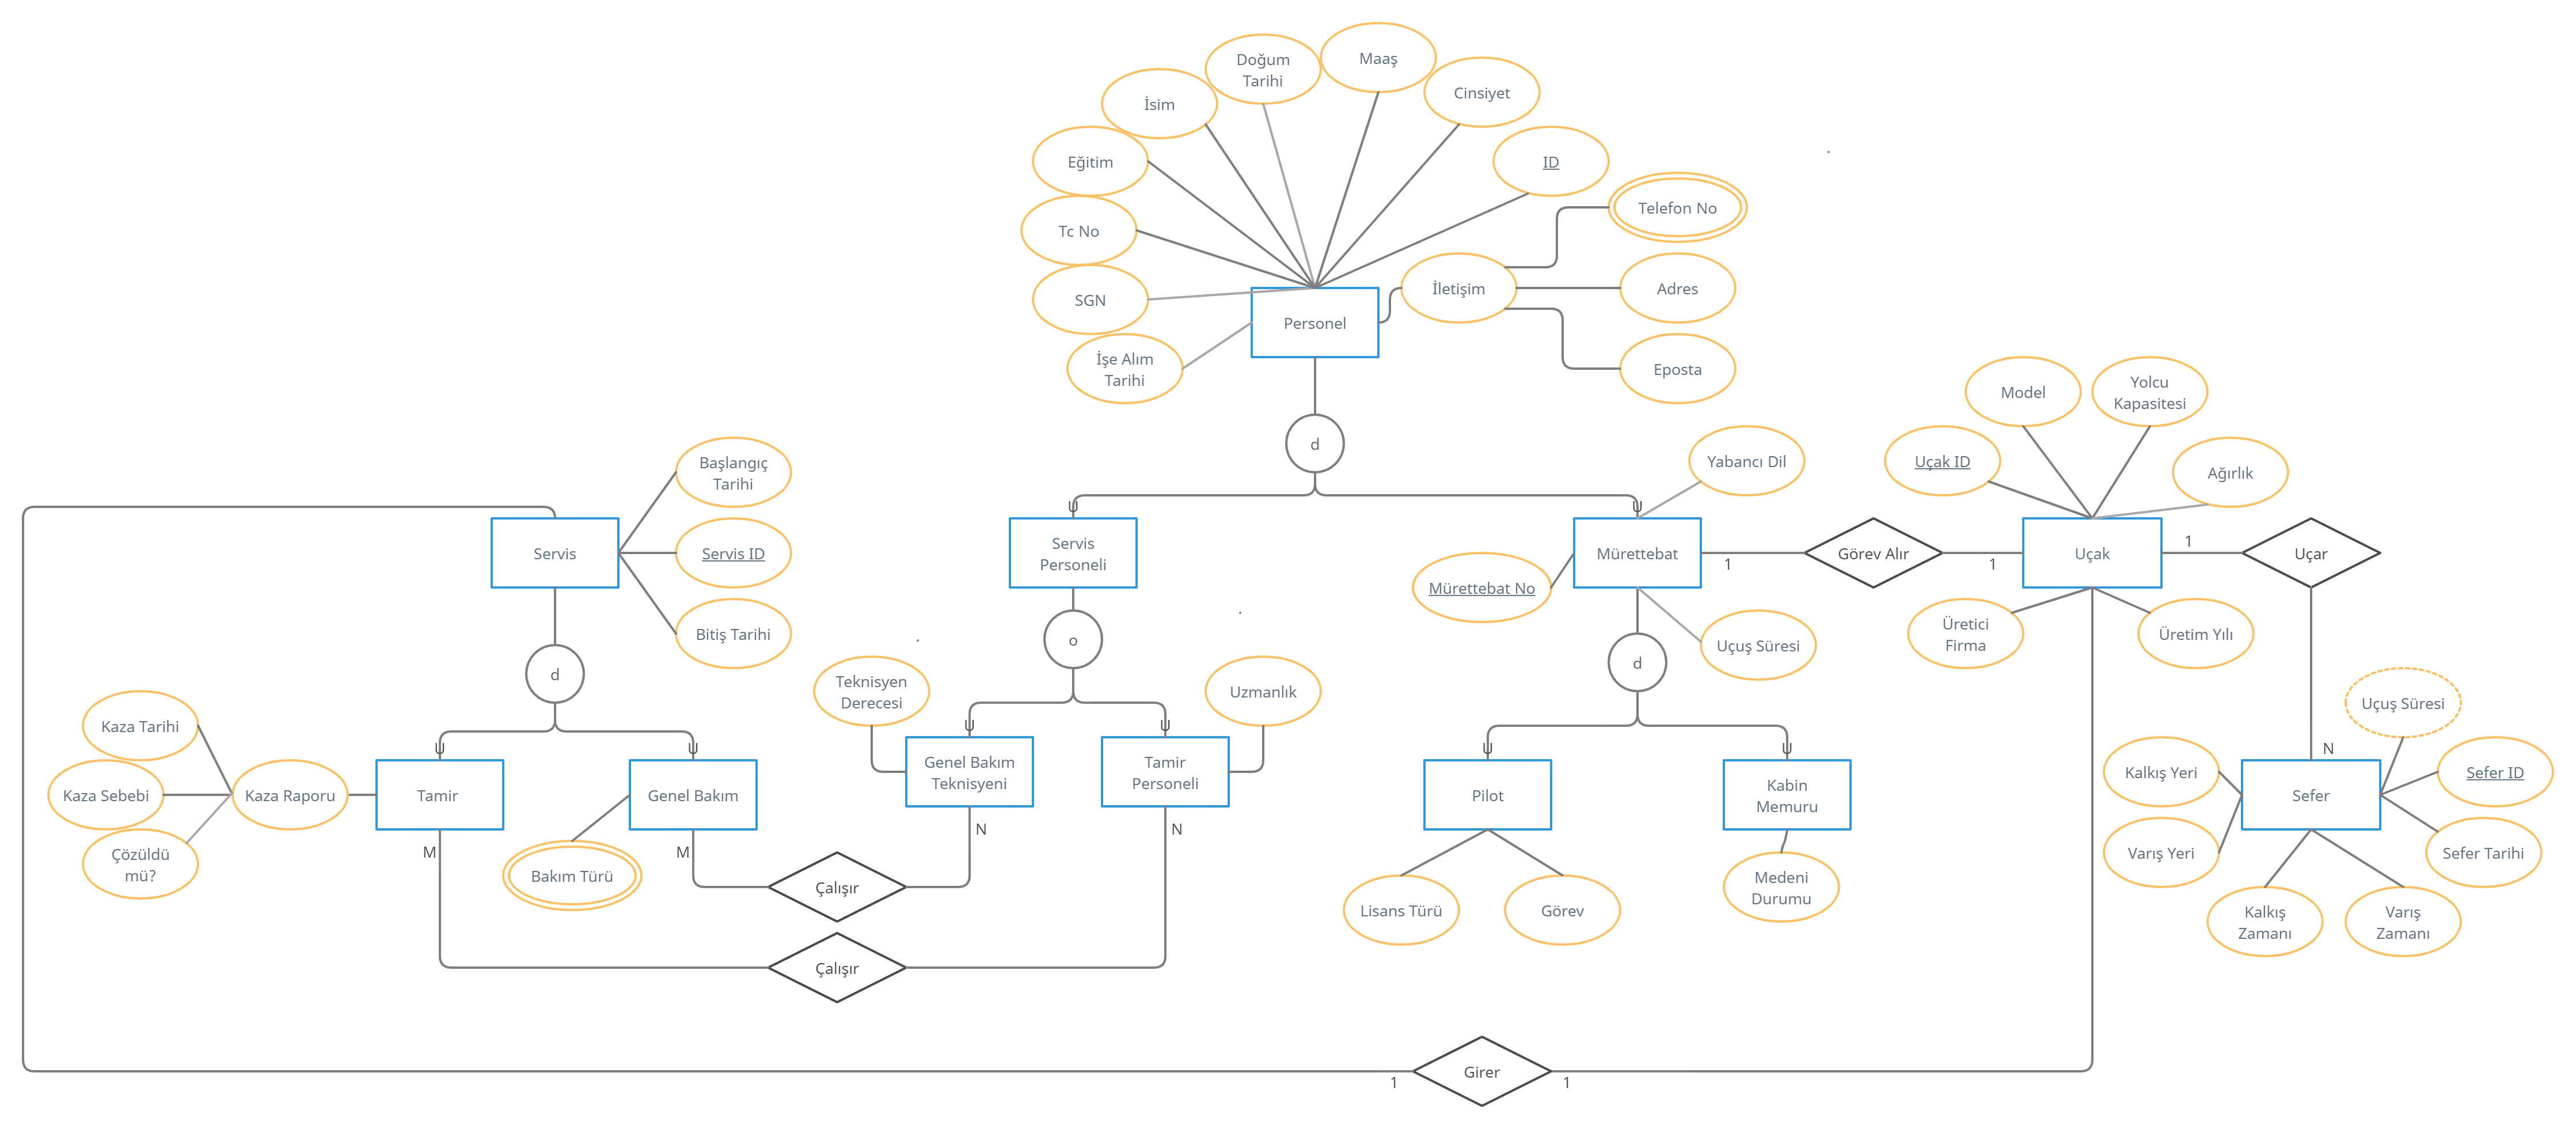 Doğum
Tarihi
Maaş
Cinsiyet
İsim
Eğitim
ID
Tc No
Telefon No
SGN
İletişim
Adres
Personel
İşe Alım
Tarihi
Eposta
d
Model
Yolcu
Kapasitesi
Yabancı Dil
Uçak ID
Ağırlık
Başlangıç
Tarihi
U
U
Servis
Servis ID
Servis
Personeli
Mürettebat
1
Görev Alır
1
Uçak
1
Uçar
Mürettebat No
Bitiş Tarihi
Uçuş Süresi
Üretici
Firma
Üretim Yılı
d
o
d
Teknisyen
Derecesi
Uzmanlık
Uçuş Süresi
Kaza Tarihi
U
U
U
U
U
U
N
Kaza Sebebi
Kaza Raporu
Tamir
Genel Bakım
Genel Bakım
Teknisyeni
Tamir
Personeli
Pilot
Kabin
Memuru
Kalkış Yeri
Sefer
Sefer ID
Çözüldü
mü?
M
M
N
N
Varış Yeri
Sefer Tarihi
Bakım Türü
Çalışır
Lisans Türü
Görev
Medeni
Durumu
Kalkış
Zamanı
Varış
Zamanı
Çalışır
1
Girer
1